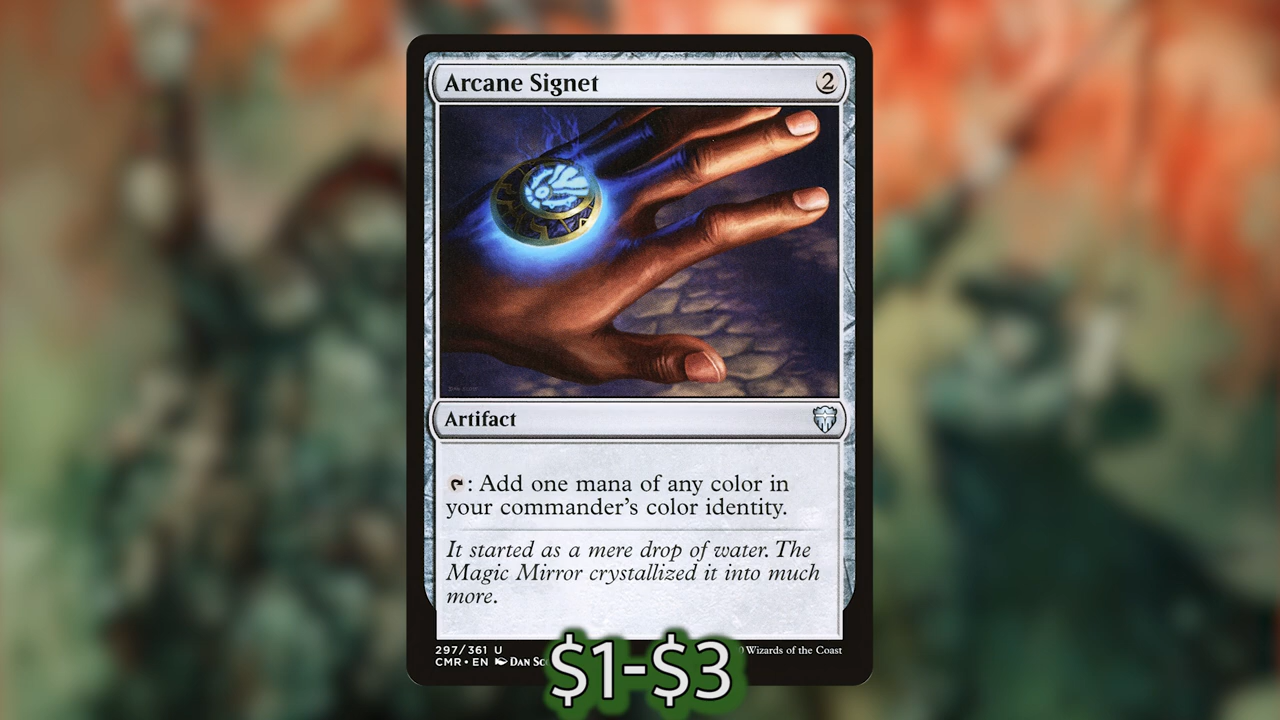 Arcane Signet 2
Artifact
: Add one mana of any color in
your commander's color identity.
It started as a mere drop of water. The
Magic Mirror crystallized it into much
more.
297/361 U
Wizards of the Coast
CMR • EN DAN
$1-$3